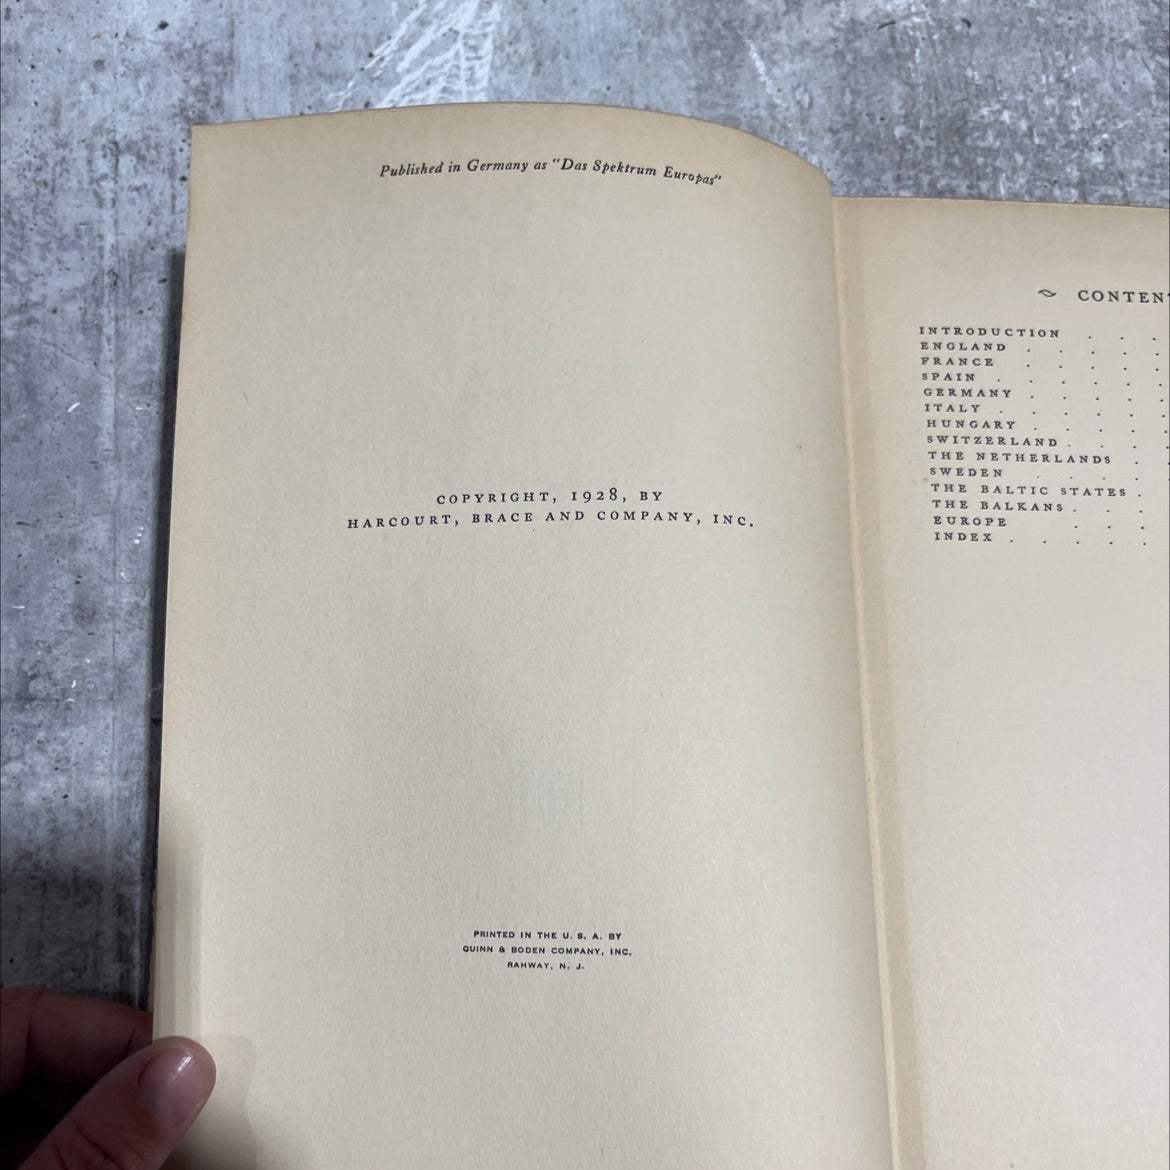 Published in Germany as "Das Spektrum Europas"
COPYRIGHT, 1928, BY
HARCOURT, BRACE AND COMPANY, INC.
PRINTED IN THE U. S. A. BY
QUINN & BODEN COMPANY, INC.
RAHWAY, N. J.
CONTENT
INTRODUCTION . . .
ENGLAND . . . . .
FRANCE . . . . .
SPAIN . . . . . .
GERMANY . . . . .
ITALY . . . . . .
HUNGARY . . . . .
SWITZERLAND . . . .
THE NETHERLANDS . .
SWEDEN . . . . .
THE BALTIC STATES .
THE BALKANS . . . .
EUROPE . . .
INDEX . . . . .